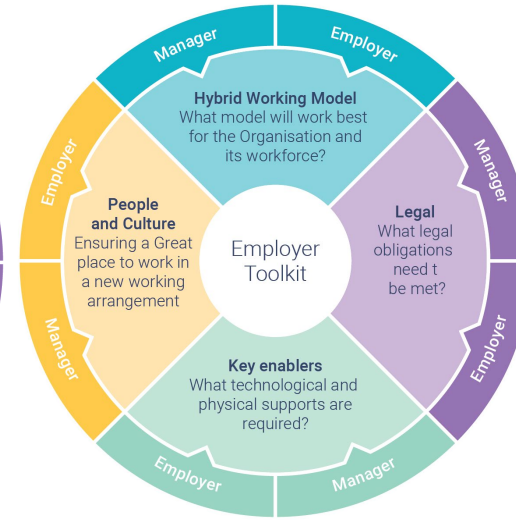 Manager
Employer
Hybrid Working Model
What model will work best
for the Organisation and
its workforce?
Employer
Manager
People
and Culture
Ensuring a Great
place to work in
a new working
arrangement
Employer
Toolkit
Legal
What legal
obligations
need t
be met?
Manager
Employer
Key enablers
What technological and
physical supports are
required?
Employer
Manager